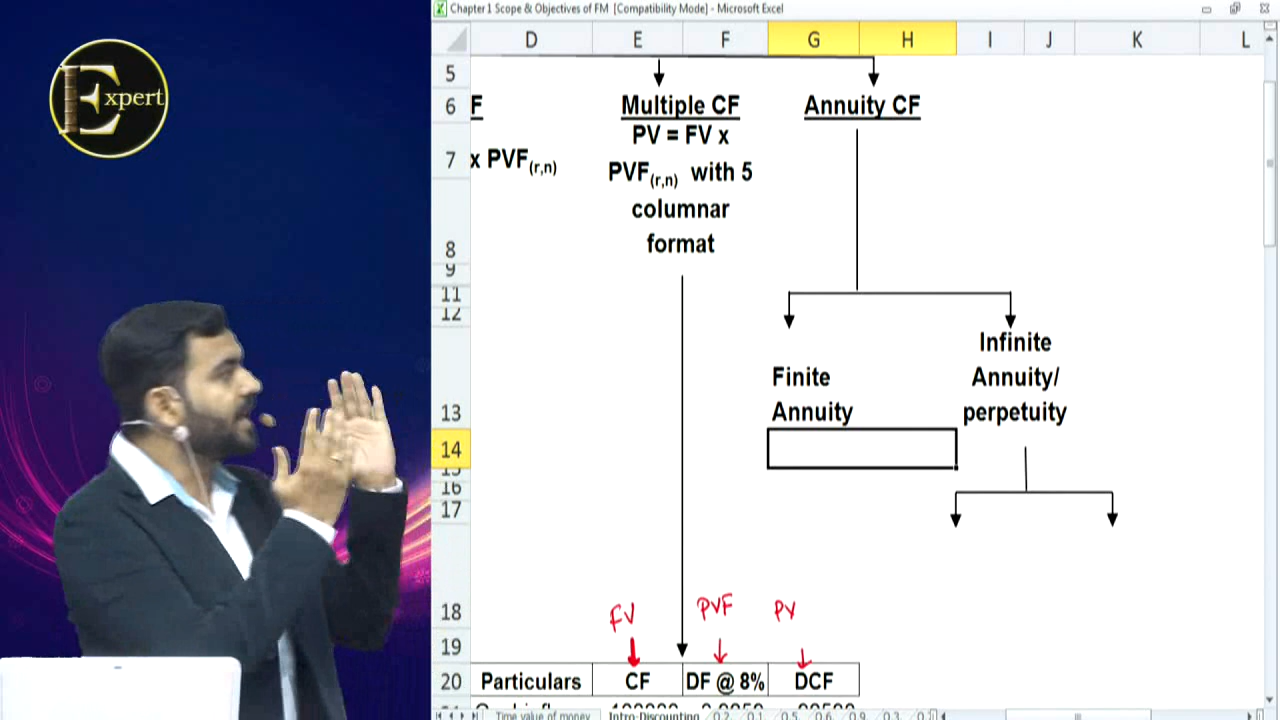 Chapter 1 Scope & Objectives of FM [Compatibility Mode] - Microsoft Excel
Expert
D E F G H I J K L
5
6 F Multiple CF Annuity CF
PV = FV x
7 x PVF(r,n) PVF(r,n) with 5
columnar
8 format
9
11
12
Infinite
Finite Annuity/
13 Annuity perpetuity
14
15
16
17
18 FV PVF PV
19
20 Particulars CF DF @ 8% DCF
Time value of money Intro-Discounting